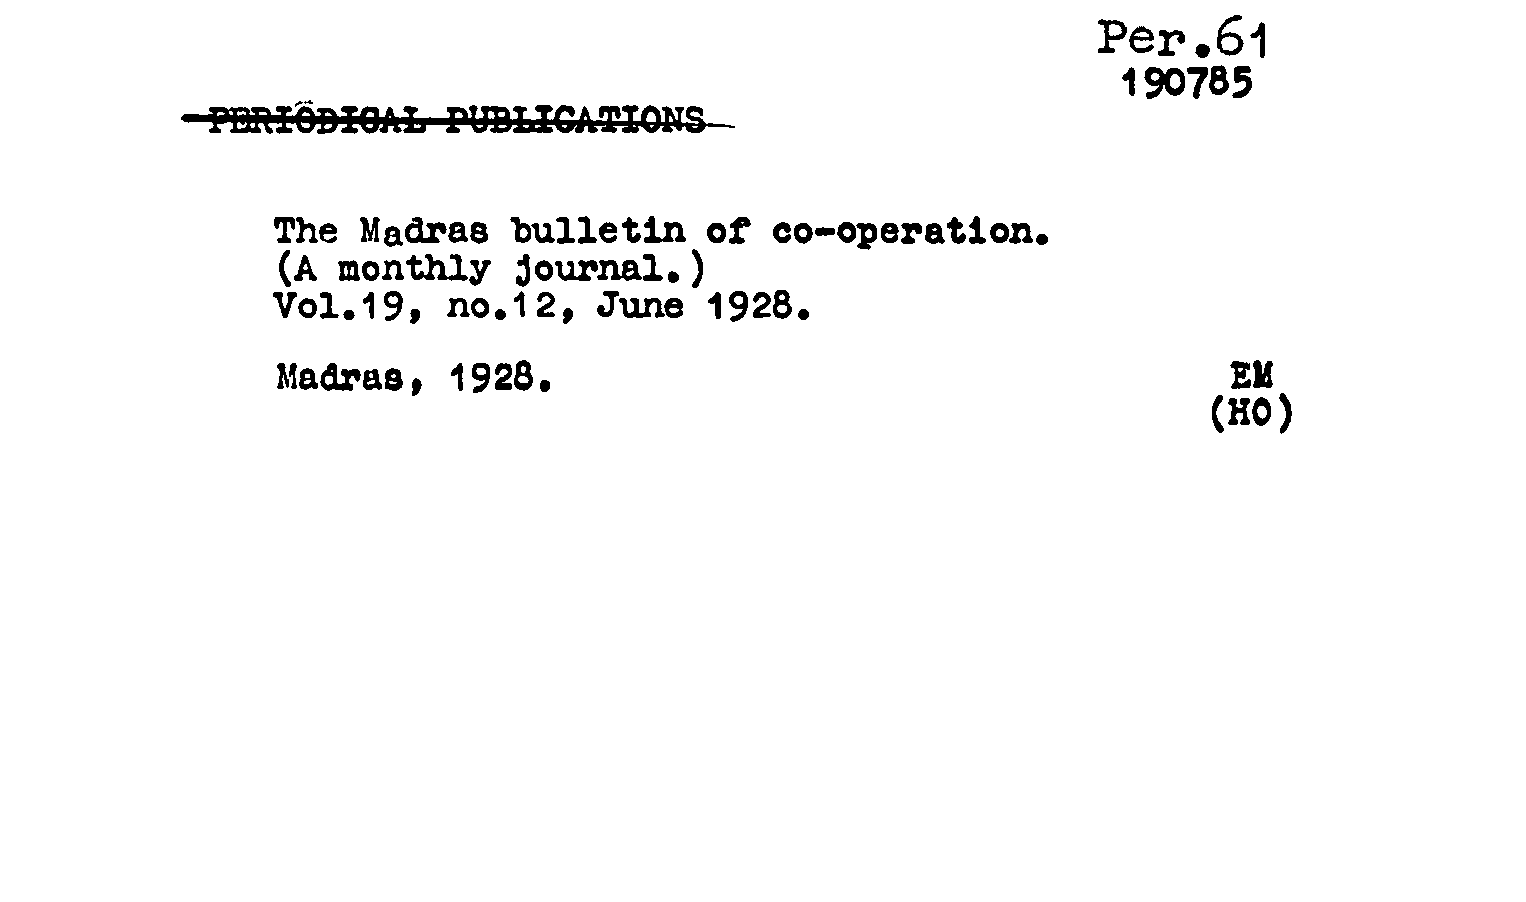 Per.61
190785
PERIODICAL PUBLICATIONS
The Madras bulletin of co-operation.
(A monthly journal.)
Vol.19, no.12, June 1928.
Madras, 1928.
EM
(HO)